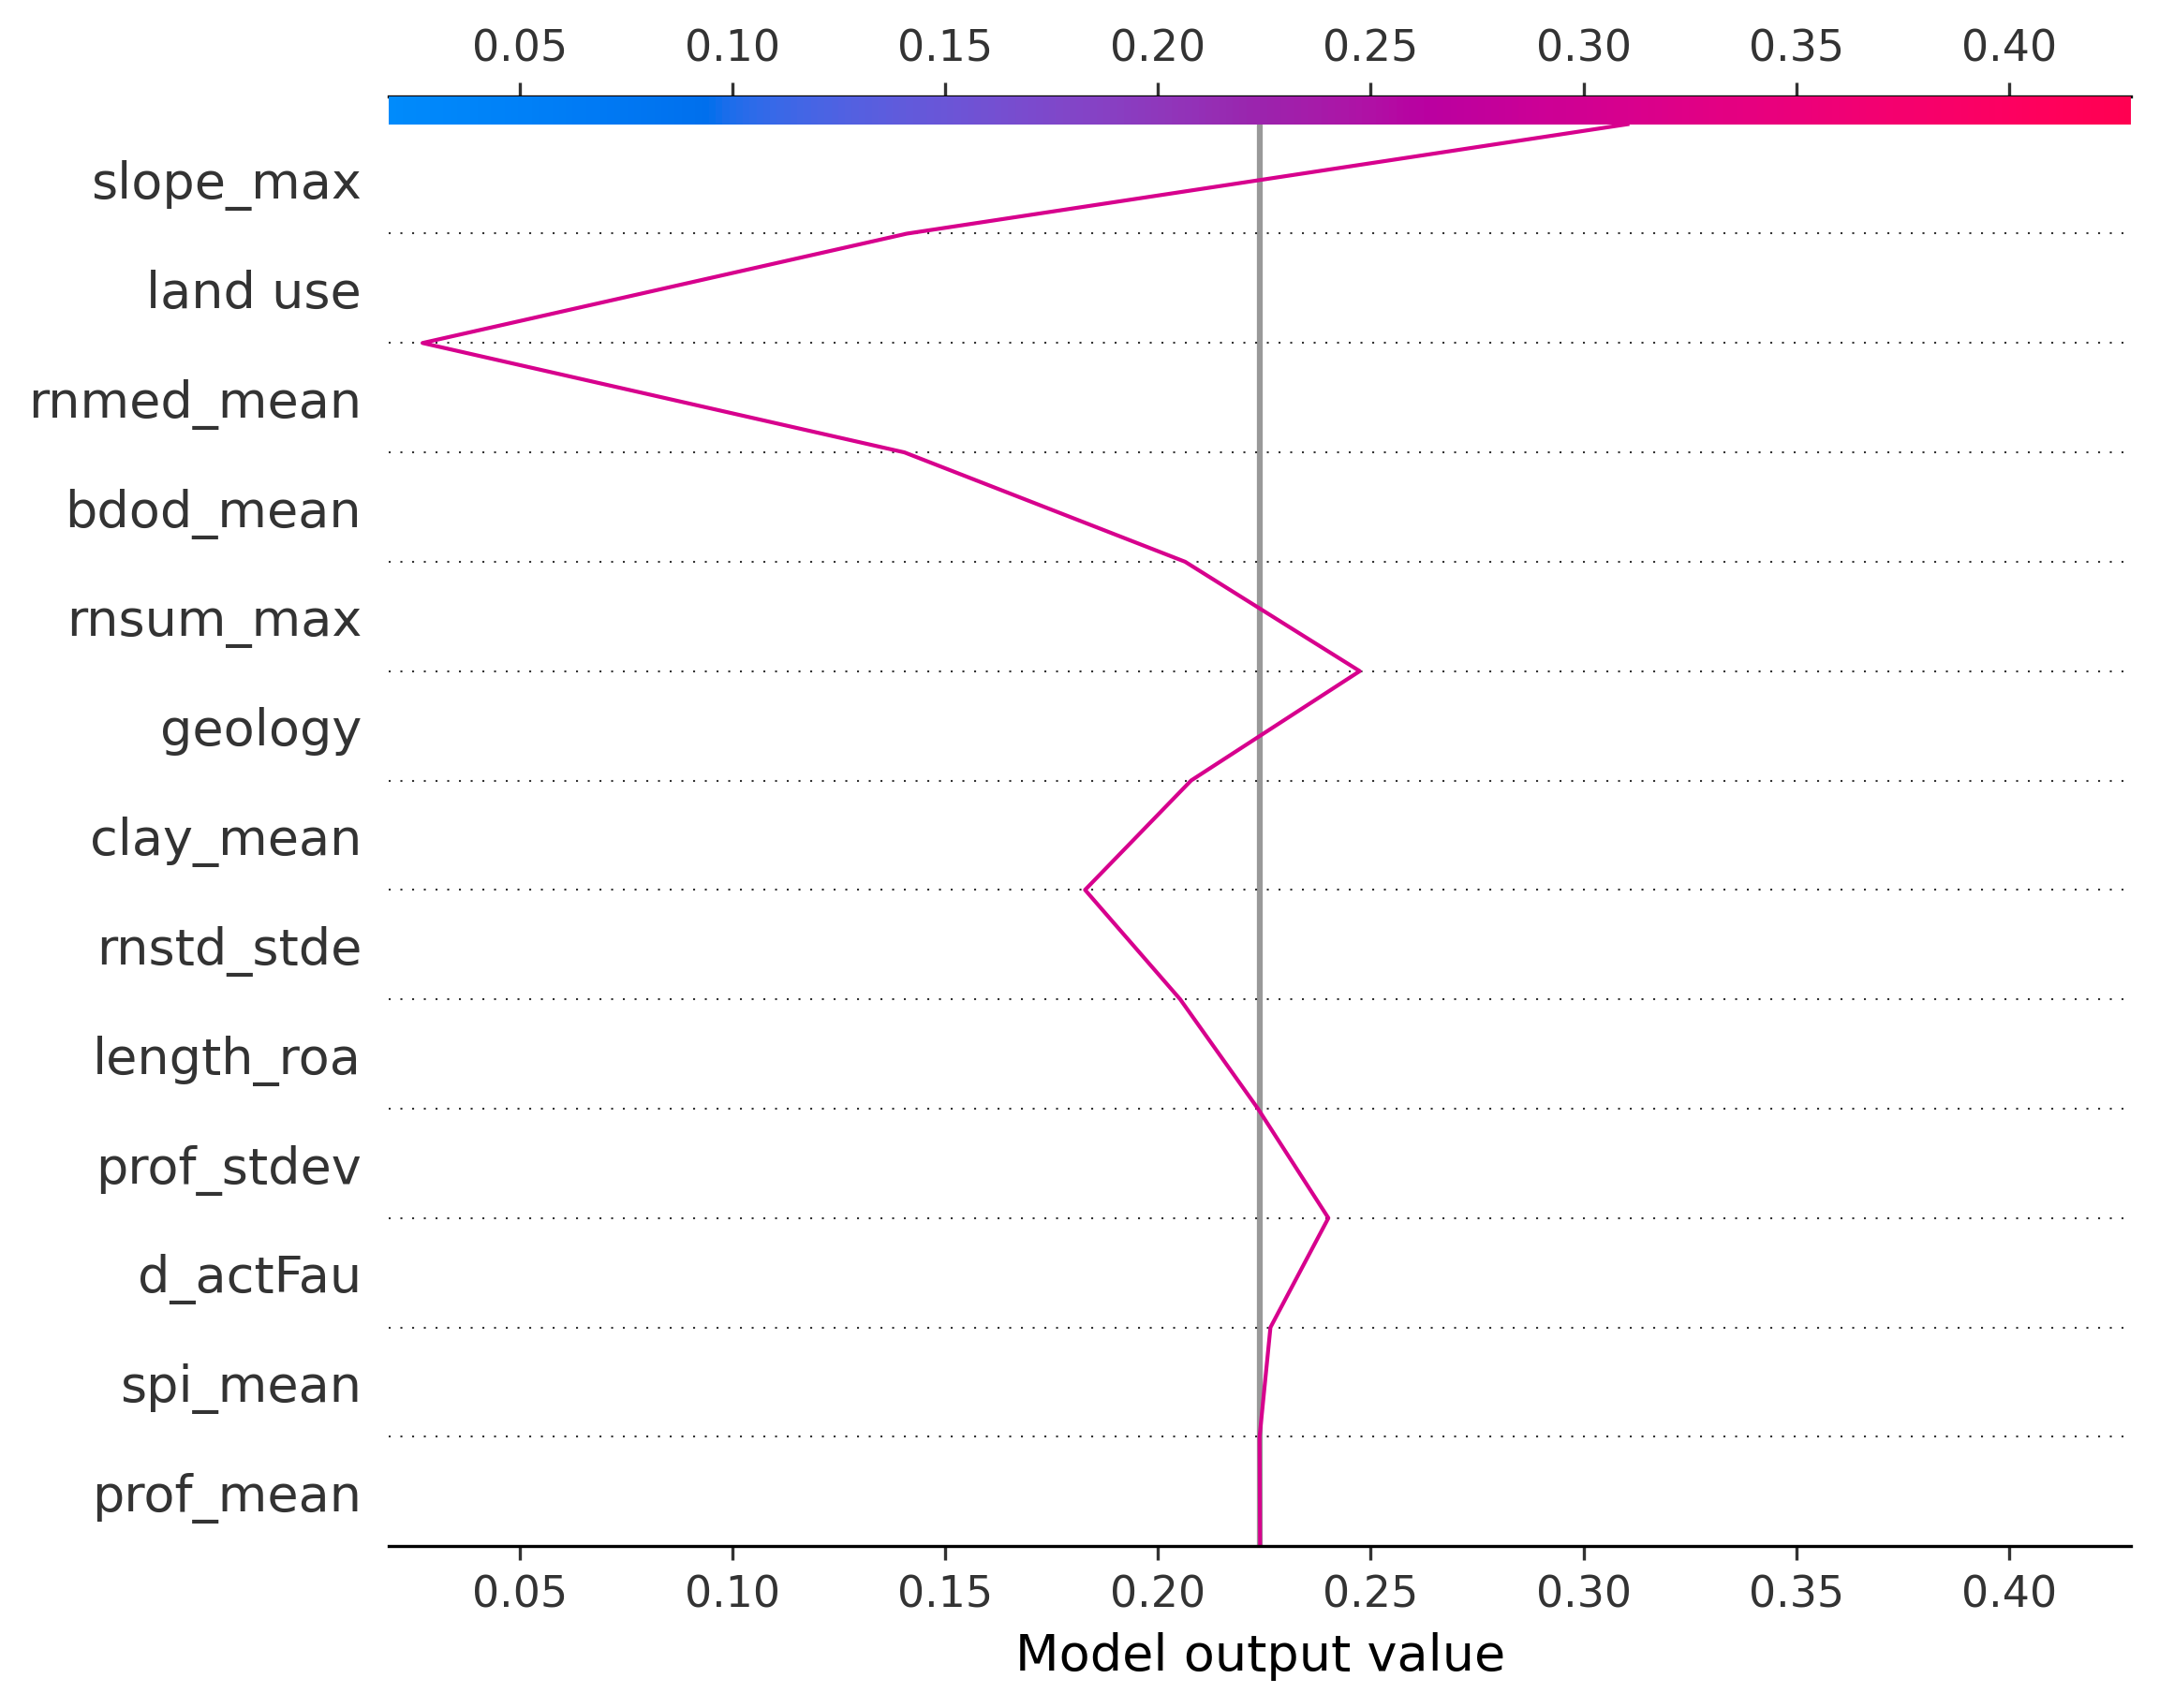 0.05 0.10 0.15 0.20 0.25 0.30 0.35 0.40
slope_max
land use
rnmed_mean
bdod_mean
rnsum_max
geology
clay_mean
rnstd_stde
length_roa
prof_stdev
d_actFau
spi_mean
prof_mean
0.05 0.10 0.15 0.20 0.25 0.30 0.35 0.40
Model output value